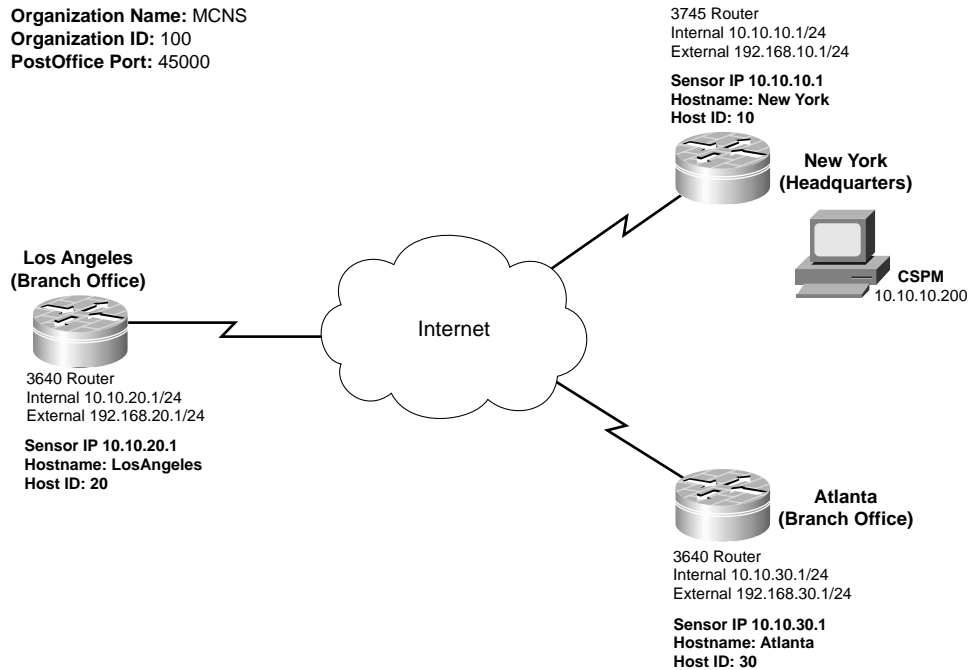 Organization Name: MCNS
Organization ID: 100
PostOffice Port: 45000
3745 Router
Internal 10.10.10.1/24
External 192.168.10.1/24
Sensor IP 10.10.10.1
Hostname: New York
Host ID: 10
New York
(Headquarters)
CSPM
10.10.10.200
Los Angeles
(Branch Office)
Internet
3640 Router
Internal 10.10.20.1/24
External 192.168.20.1/24
Sensor IP 10.10.20.1
Hostname: LosAngeles
Host ID: 20
Atlanta
(Branch Office)
3640 Router
Internal 10.10.30.1/24
External 192.168.30.1/24
Sensor IP 10.10.30.1
Hostname: Atlanta
Host ID: 30